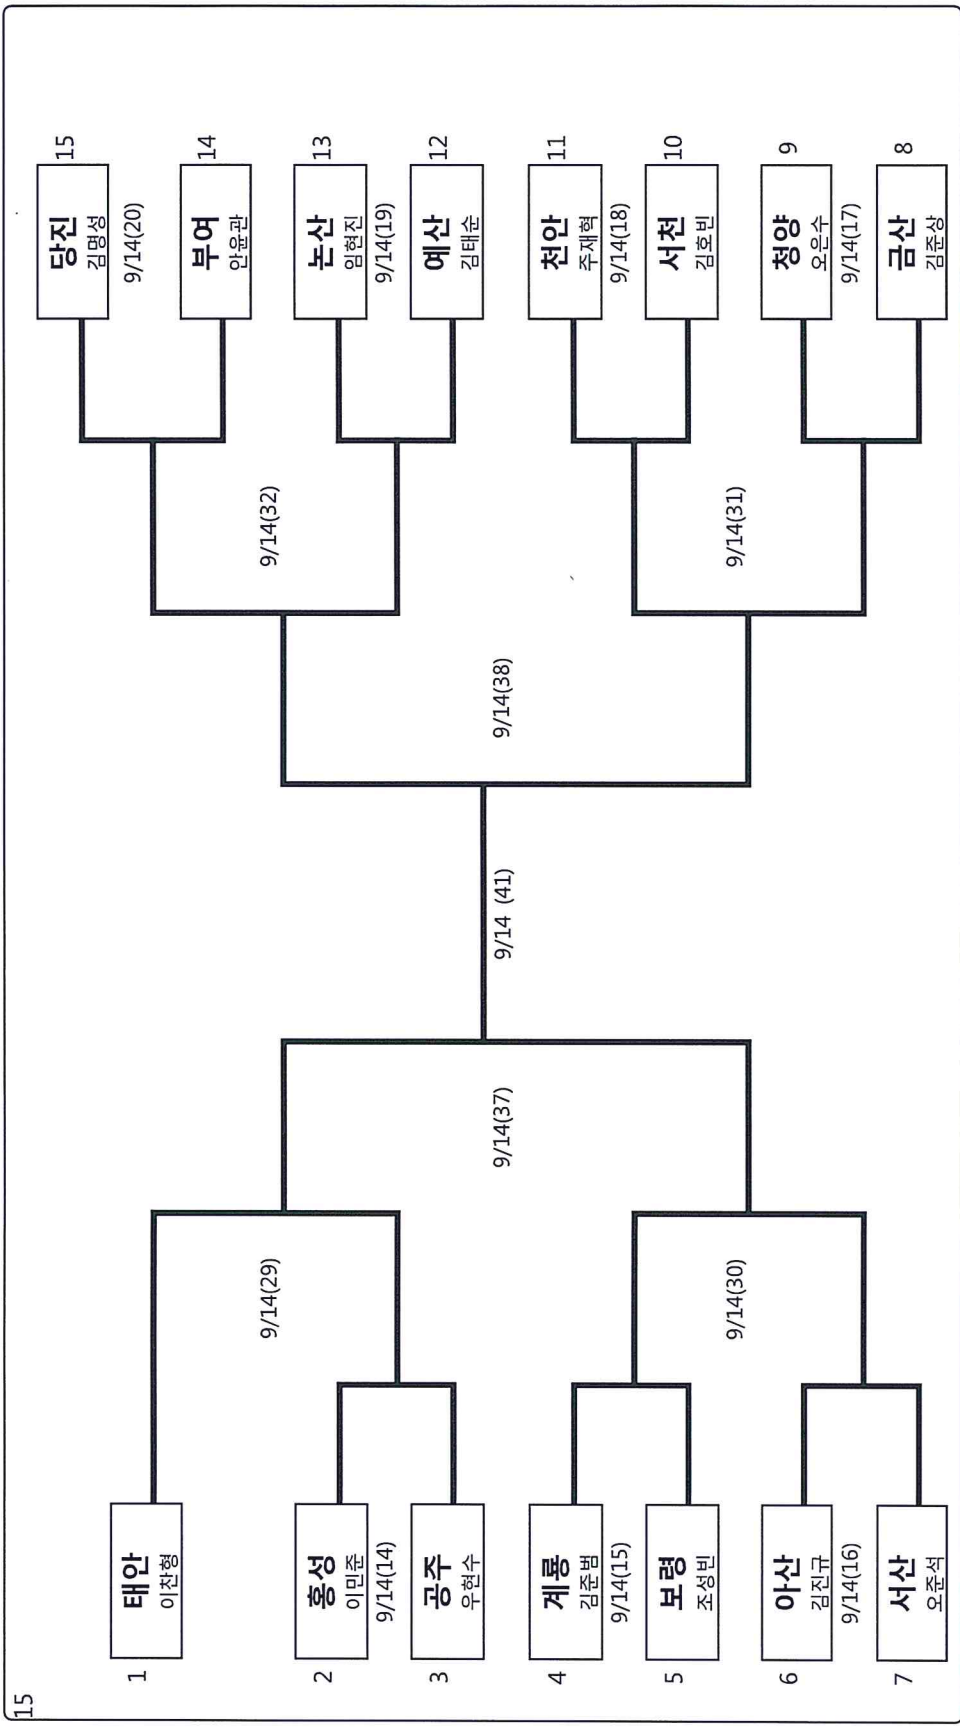 15
1
태안
이찬형
2
홍성
이민준
9/14(14)
3
공주
우현수
4
계룡
김준범
9/14(15)
5
보령
조성빈
6
아산
김진규
9/14(16)
7
서산
오준석
9/14(29)
9/14(30)
9/14(37)
9/14 (41)
9/14(38)
9/14(32)
9/14(31)
당진
김명성
15
9/14(20)
부여
안윤관
14
논산
임현진
13
9/14(19)
예산
김태순
12
천안
주재혁
11
9/14(18)
서천
김호빈
10
청양
오은수
9
9/14(17)
금산
김준상
8